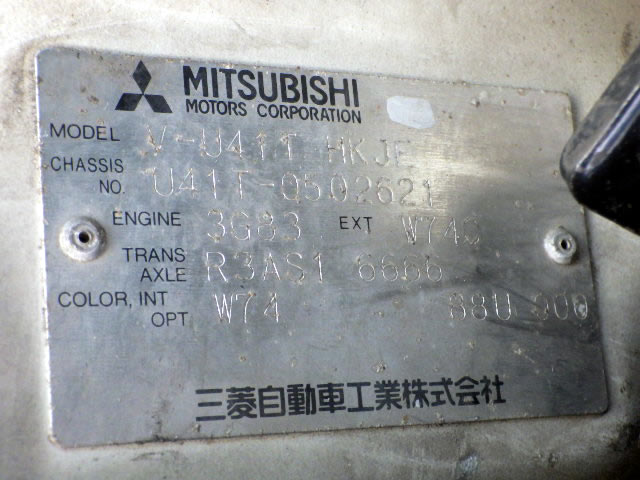 MITSUBISHI
MOTORS CORPORATION
MODEL V-U41T HKJF
CHASSIS NO. U41T-0502621
ENGINE 3G83 EXT W74C
TRANS AXLE R3AS1 6666
COLOR, INT OPT W74 88U 000
三菱自動車工業株式会社